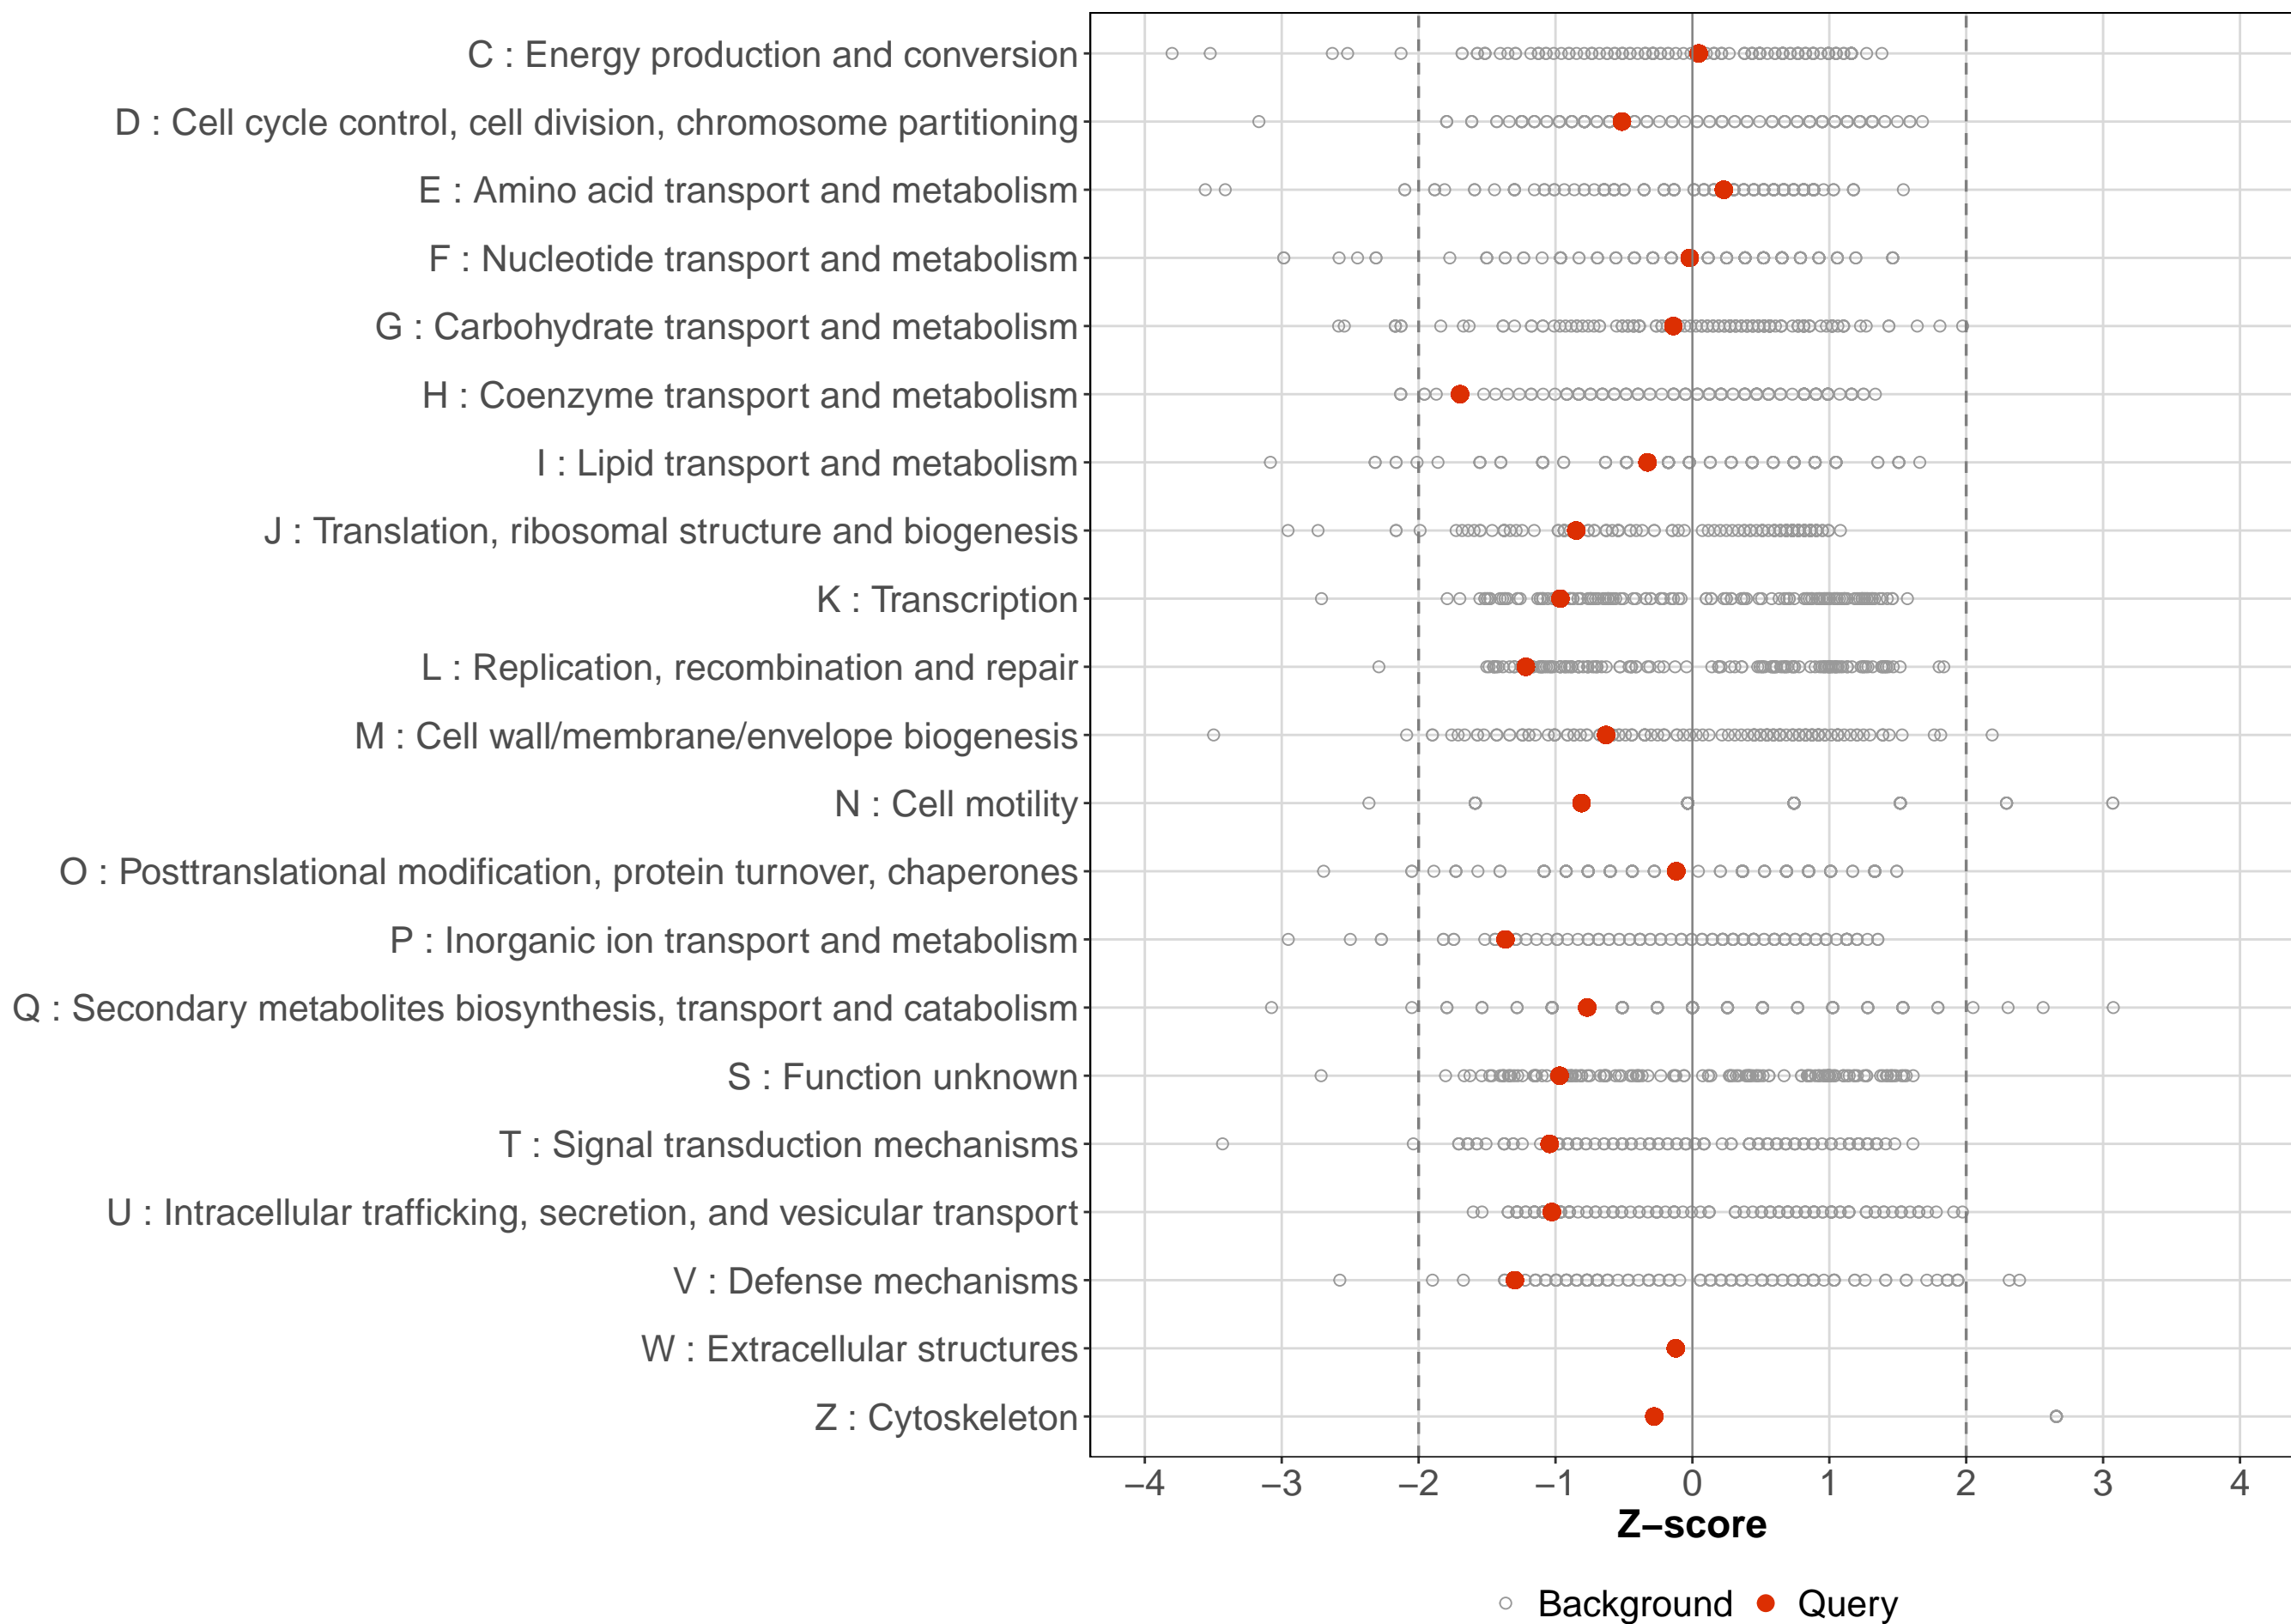 C : Energy production and conversion
D : Cell cycle control, cell division, chromosome partitioning
E : Amino acid transport and metabolism
F : Nucleotide transport and metabolism
G : Carbohydrate transport and metabolism
H : Coenzyme transport and metabolism
I : Lipid transport and metabolism
J : Translation, ribosomal structure and biogenesis
K : Transcription
L : Replication, recombination and repair
M : Cell wall/membrane/envelope biogenesis
N : Cell motility
O : Posttranslational modification, protein turnover, chaperones
P : Inorganic ion transport and metabolism
Q : Secondary metabolites biosynthesis, transport and catabolism
S : Function unknown
T : Signal transduction mechanisms
U : Intracellular trafficking, secretion, and vesicular transport
V : Defense mechanisms
W : Extracellular structures
Z : Cytoskeleton
−4 −3 −2 −1 0 1 2 3 4
Z−score
Background Query